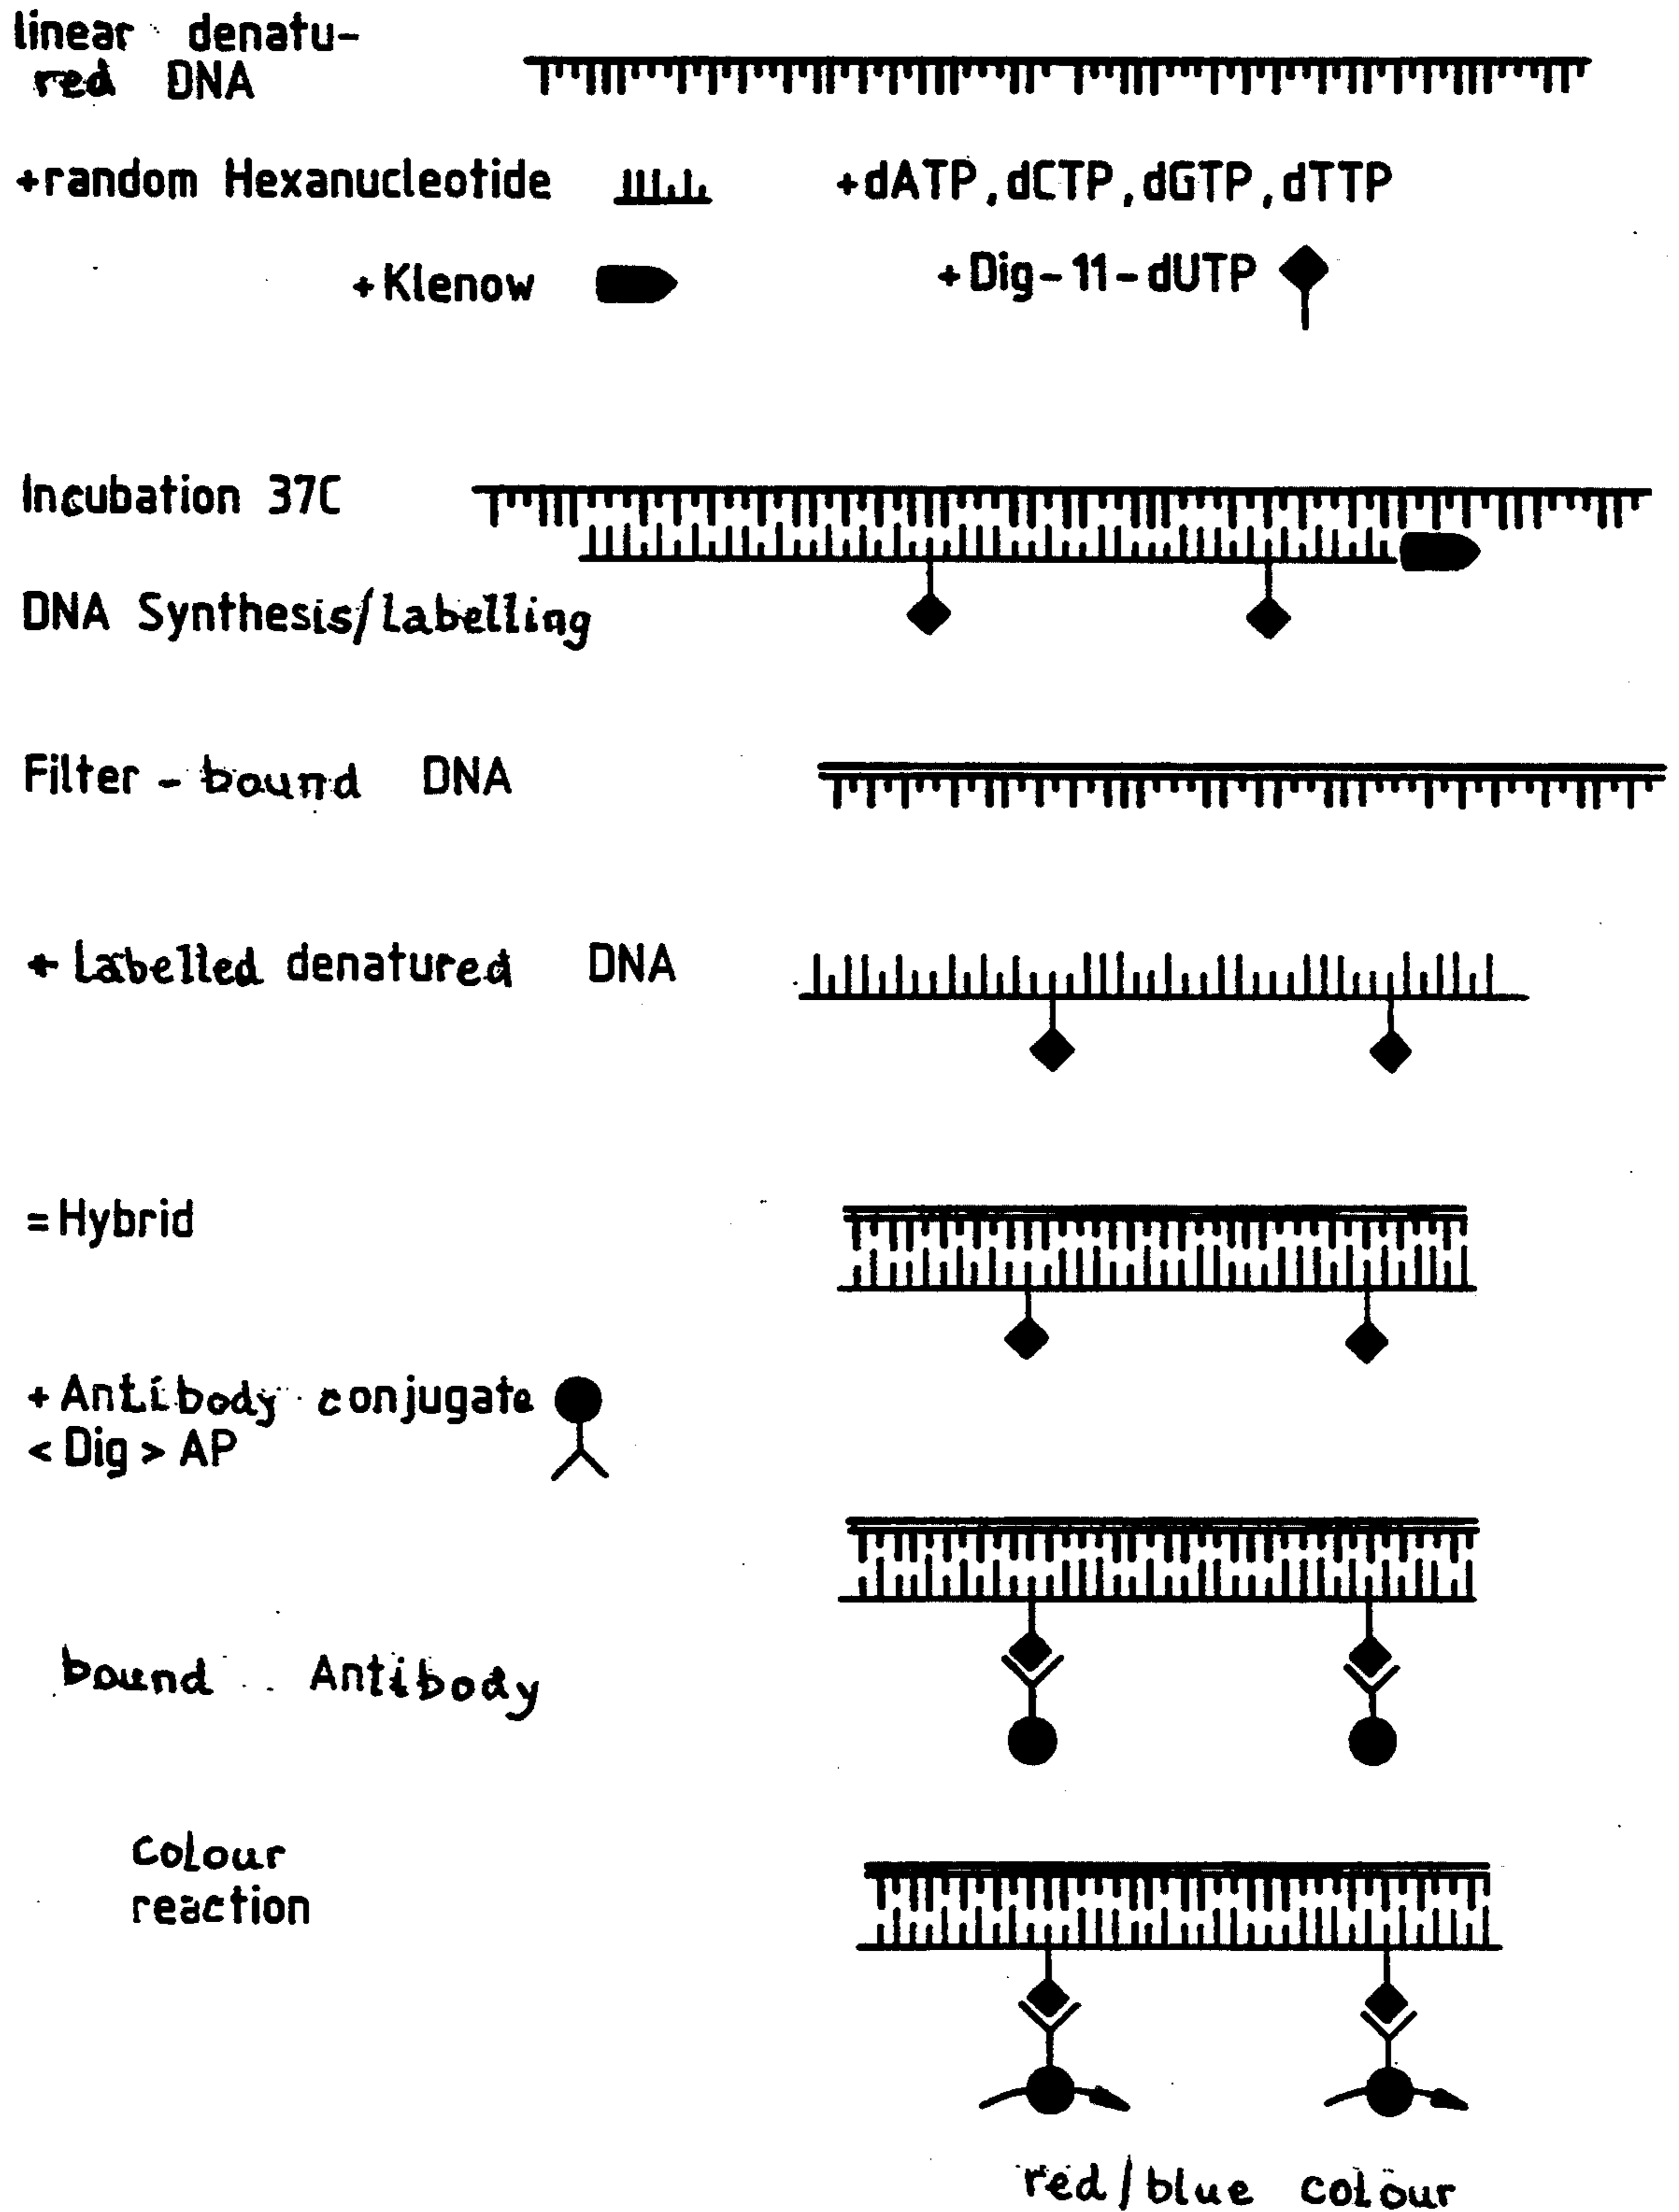 linear denatu-
red DNA
+random Hexanucleotide
+dATP, dCTP, dGTP, dTTP
+Klenow
+Dig-11-dUTP
Incubation 37C
DNA Synthesis/Labelling
Filter-bound DNA
+ Labelled denatured DNA
=Hybrid
+Antibody conjugate
<Dig> AP
bound Antibody
Colour
reaction
red/blue colour